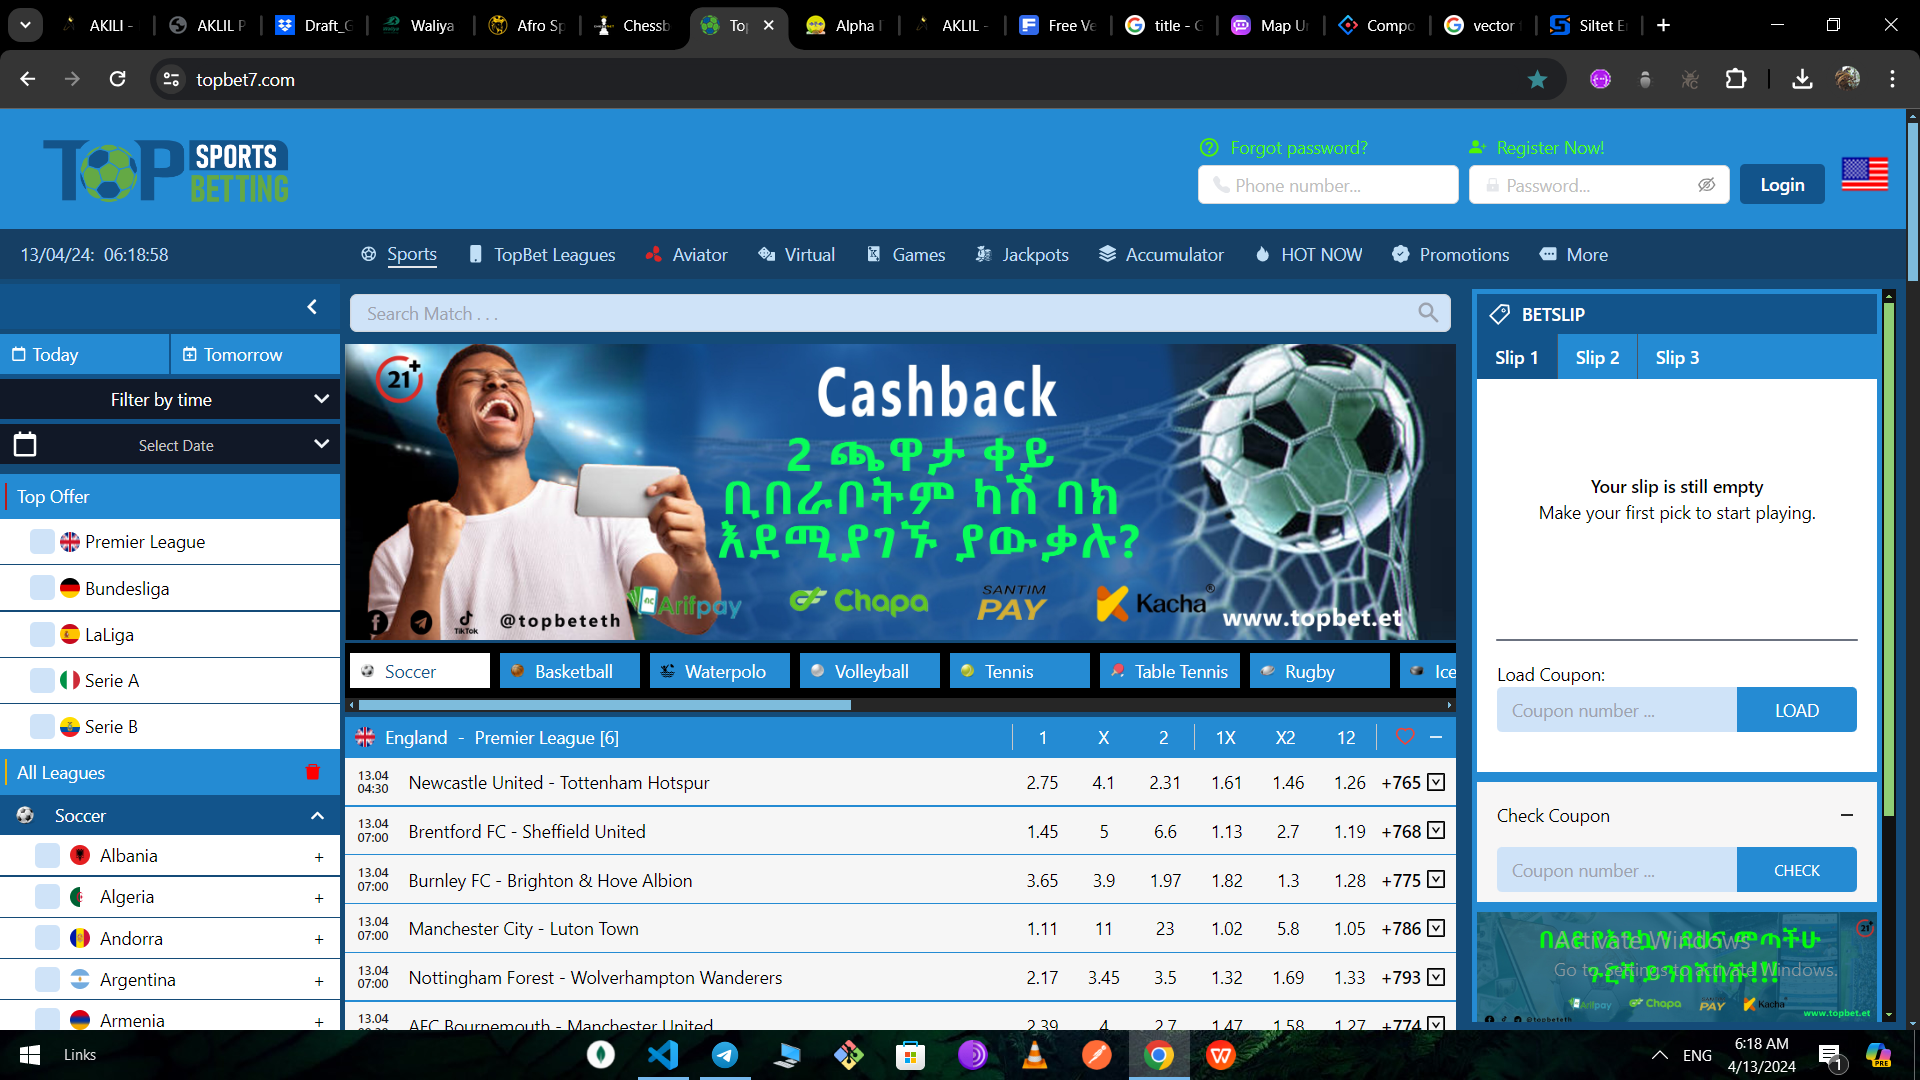 AKILI -
AKLIL P
Draft_G
Waliya
Afro Sp
Chessb
To
Alpha
AKLIL -
Free Ve
title - G
Map U
Compo
vector
Siltet E
topbet7.com
TOP SPORTS BETTING
Forgot password?
Register Now!
Phone number...
Password...
Login
13/04/24: 06:18:58
Sports
TopBet Leagues
Aviator
Virtual
Games
Jackpots
Accumulator
HOT NOW
Promotions
More
Today
Tomorrow
Filter by time
Select Date
Top Offer
Premier League
Bundesliga
LaLiga
Serie A
Serie B
All Leagues
Soccer
Albania +
Algeria +
Andorra +
Argentina +
Armenia +
Search Match . . .
21+
Cashback
2 ጨዋታ ቀይ
ቢበራቦትም ካሽ ባክ
እደሚያገኙ ያውቃሉ?
Arifpay
Chapa
SANTIM PAY
Kacha®
TikTok
@topbeteth
www.topbet.et
Soccer
Basketball
Waterpolo
Volleyball
Tennis
Table Tennis
Rugby
Ice
England - Premier League [6] 1 X 2 1X X2 12
13.04 04:30 Newcastle United - Tottenham Hotspur 2.75 4.1 2.31 1.61 1.46 1.26 +765
13.04 07:00 Brentford FC - Sheffield United 1.45 5 6.6 1.13 2.7 1.19 +768
13.04 07:00 Burnley FC - Brighton & Hove Albion 3.65 3.9 1.97 1.82 1.3 1.28 +775
13.04 07:00 Manchester City - Luton Town 1.11 11 23 1.02 5.8 1.05 +786
13.04 07:00 Nottingham Forest - Wolverhampton Wanderers 2.17 3.45 3.5 1.32 1.69 1.33 +793
13.04 AFC Bournemouth - Manchester United 2.39 4 2.7 1.47 1.58 1.27 +774
BETSLIP
Slip 1
Slip 2
Slip 3
Your slip is still empty
Make your first pick to start playing.
Load Coupon:
Coupon number ...
LOAD
Check Coupon
Coupon number ...
CHECK
Activate Windows
Go to Settings to activate Windows.
Arifpay
Chapa
PAY
Kacha
@topbeteth
www.topbet.et
Links
ENG
6:18 AM
4/13/2024
1
PRE